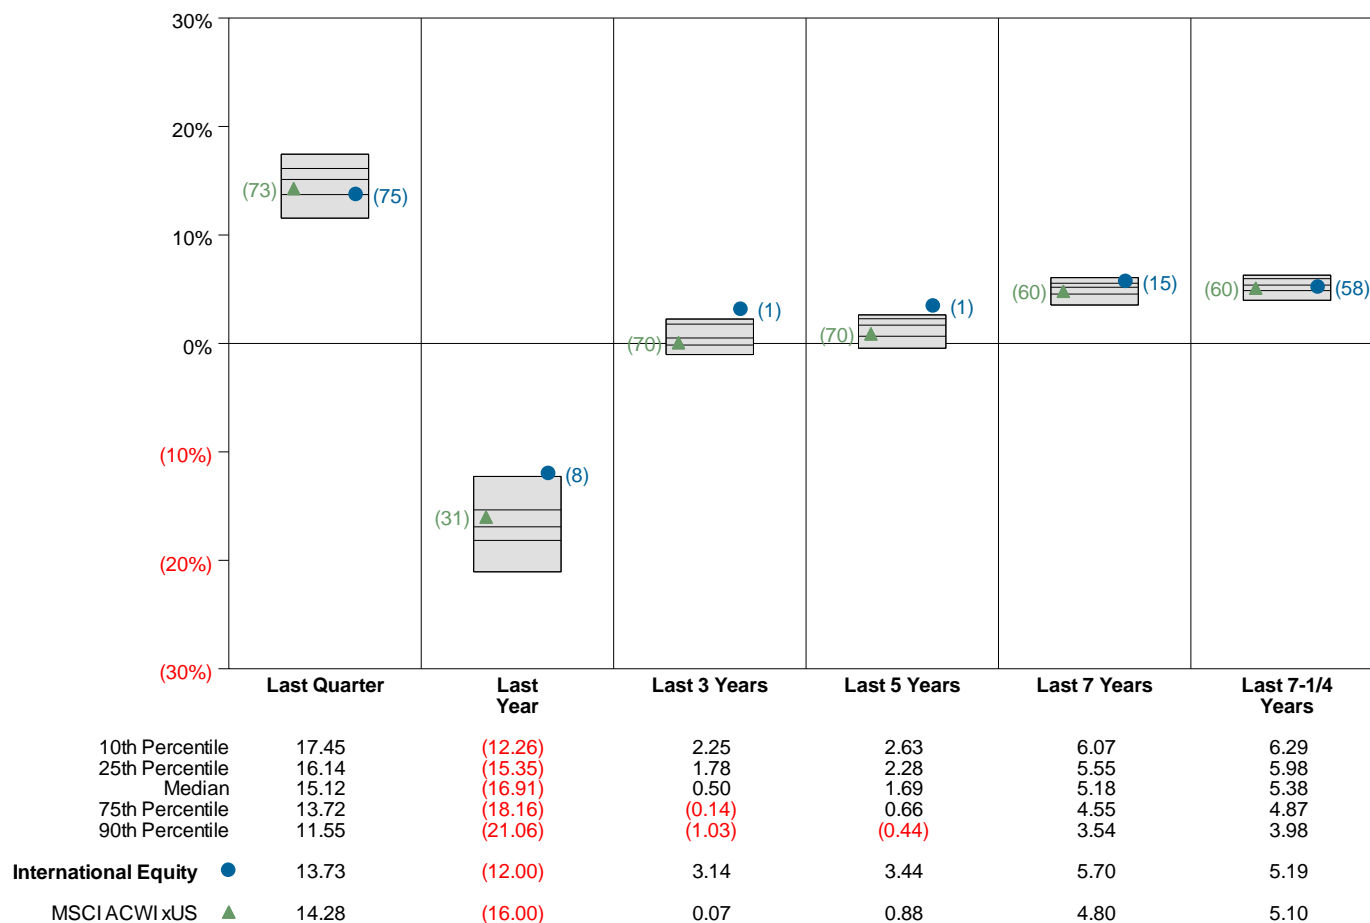 30%
20%
10%
0%
(10%)
(20%)
(30%)
(73)
(75)
(31)
(8)
(70)
(1)
(70)
(1)
(60)
(15)
(60)
(58)
Last Quarter
Last
Year
Last 3 Years
Last 5 Years
Last 7 Years
Last 7-1/4
Years
10th Percentile 17.45 (12.26) 2.25 2.63 6.07 6.29
25th Percentile 16.14 (15.35) 1.78 2.28 5.55 5.98
Median 15.12 (16.91) 0.50 1.69 5.18 5.38
75th Percentile 13.72 (18.16) (0.14) 0.66 4.55 4.87
90th Percentile 11.55 (21.06) (1.03) (0.44) 3.54 3.98
International Equity 13.73 (12.00) 3.14 3.44 5.70 5.19
MSCI ACWI xUS 14.28 (16.00) 0.07 0.88 4.80 5.10